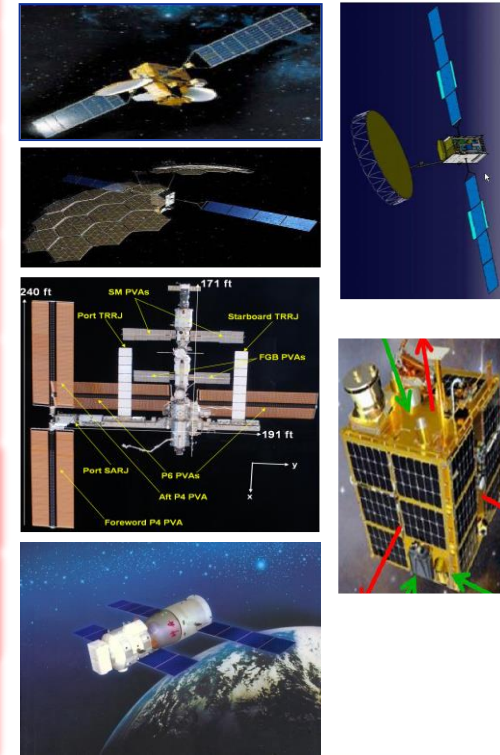 171 ft
240 ft
SM PVAs
Port TRRJ
Starboard TRRJ
FGB PVAs
191 ft
Port SARJ
P6 PVAs
y
Aft P4 PVA
x
Foreword P4 PVA